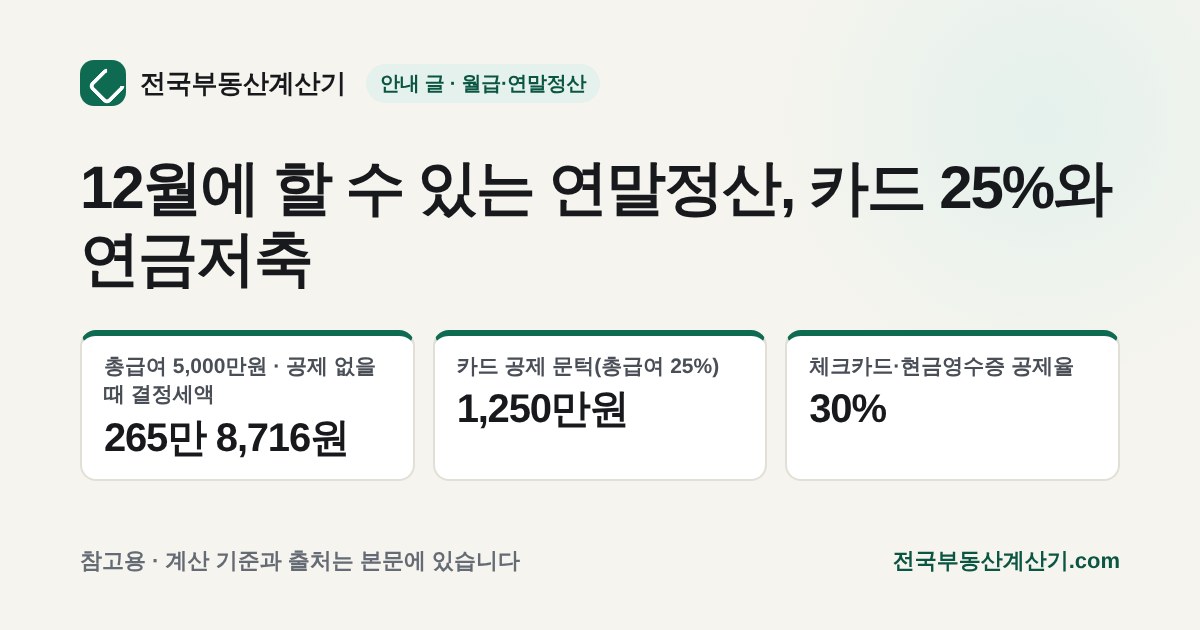 전국부동산계산기
안내 글 · 월급·연말정산
12월에 할 수 있는 연말정산, 카드 25%와
연금저축
총급여 5,000만원 · 공제 없을
때 결정세액
265만 8,716원
카드 공제 문턱(총급여 25%)
1,250만원
체크카드·현금영수증 공제율
30%
참고용 · 계산 기준과 출처는 본문에 있습니다
전국부동산계산기.com